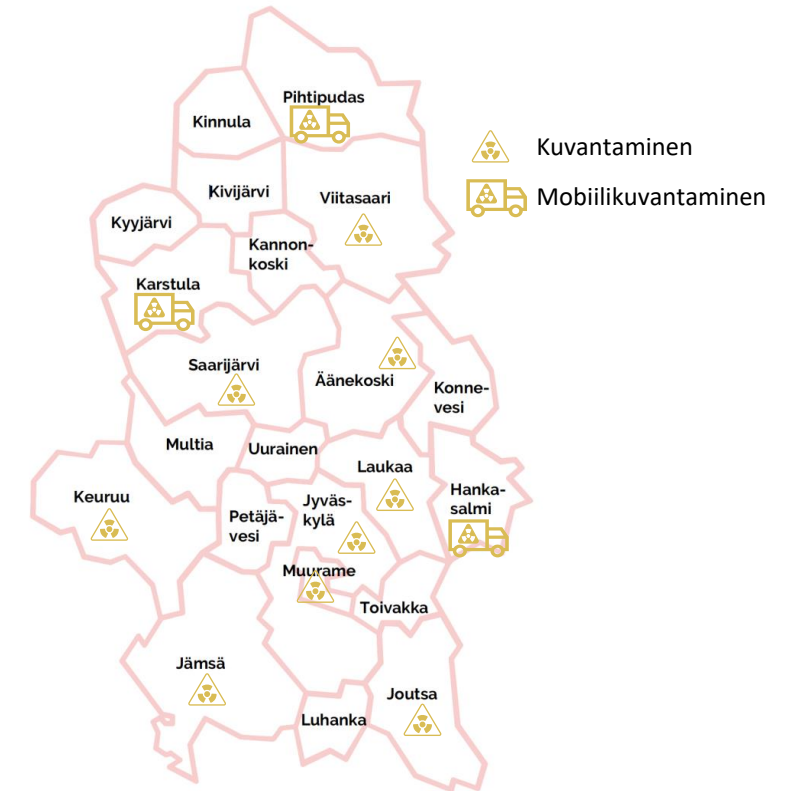 Pihtipudas
Kinnula
Kuvantaminen
Mobiilikuvantaminen
Kivijärvi
Viitasaari
Kyyjärvi
Kannon-
koski
Karstula
Saarijärvi
Äänekoski
Konne-
vesi
Multia
Uurainen
Laukaa
Keuruu
Hanka-
salmi
Petäjä-
vesi
Jyväs-
kylä
Muurame
Toivakka
Jämsä
Joutsa
Luhanka